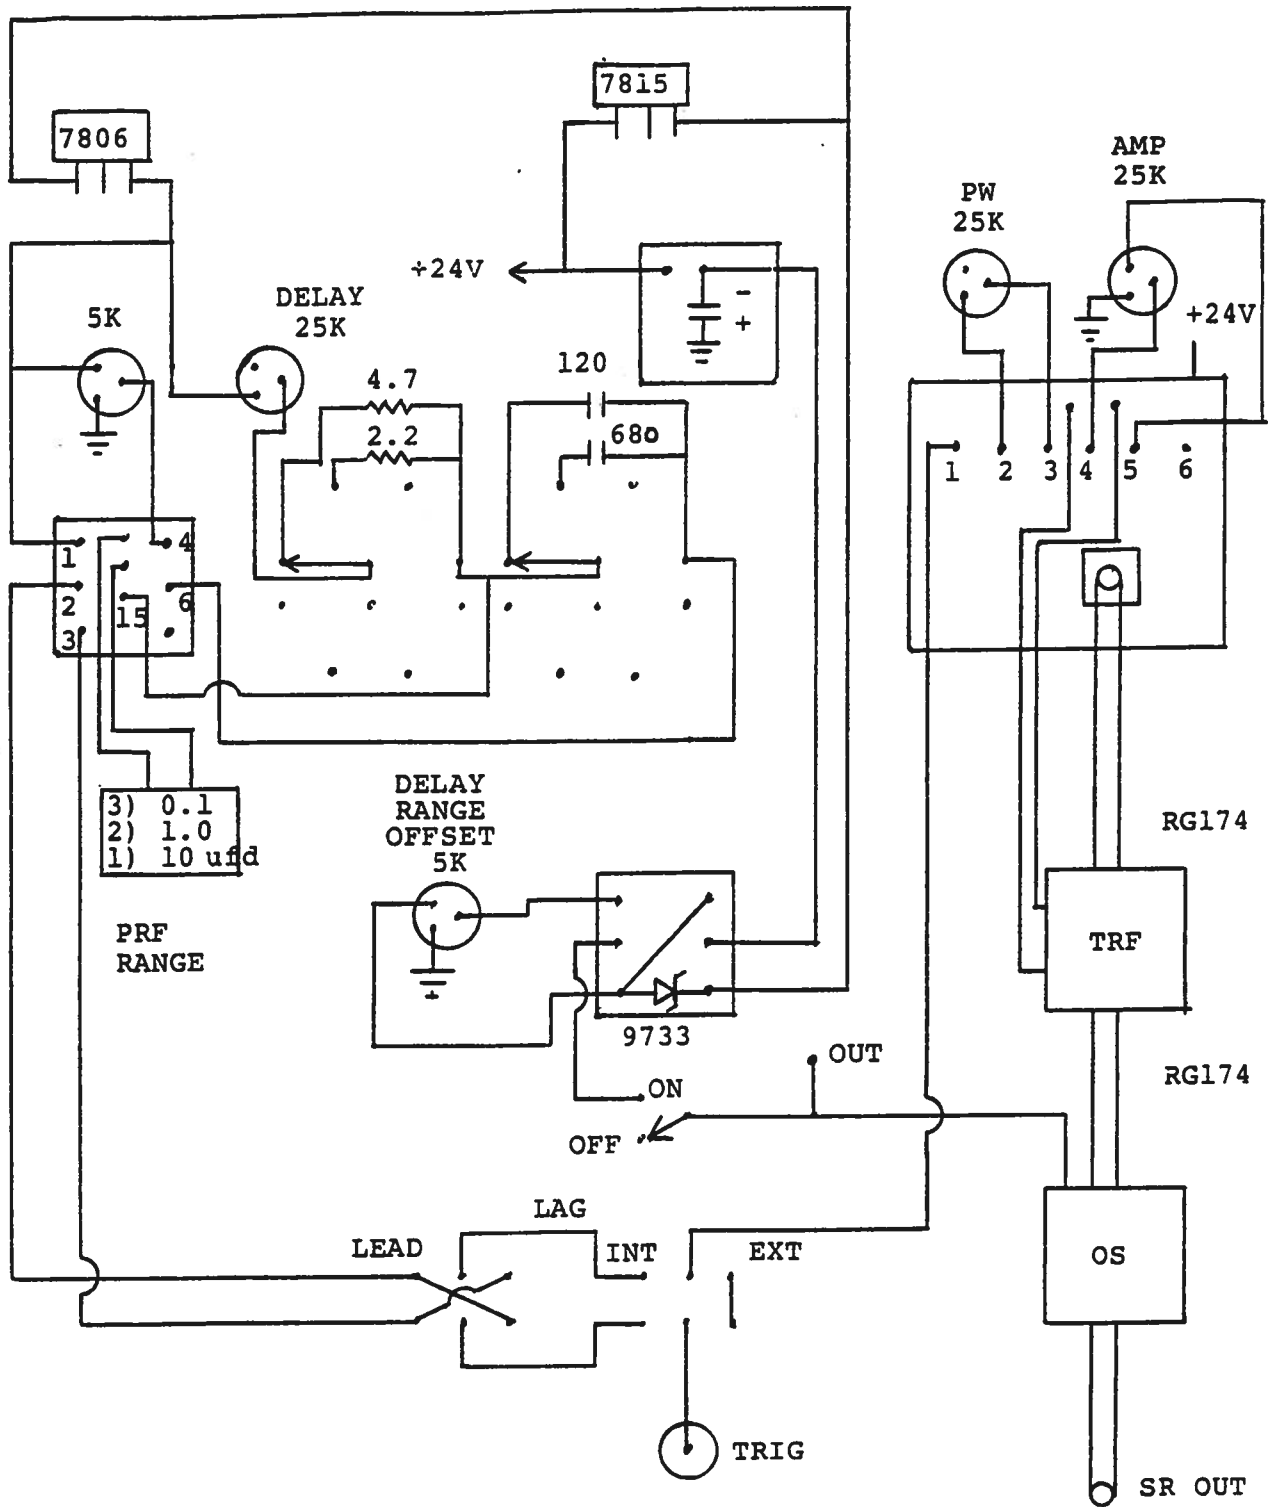 7815
7806
AMP
25K
PW
25K
÷24V
DELAY
25K
5K
-
+
+24V
120
4.7
2.2
680
1
2
3
4
5
6
1
4
2
15
6
3
3) 0.1
2) 1.0
1) 10 ufd
PRF
RANGE
DELAY
RANGE
OFFSET
5K
RG174
TRF
9733
OUT
RG174
ON
OFF
LAG
LEAD
INT
EXT
OS
TRIG
SR OUT